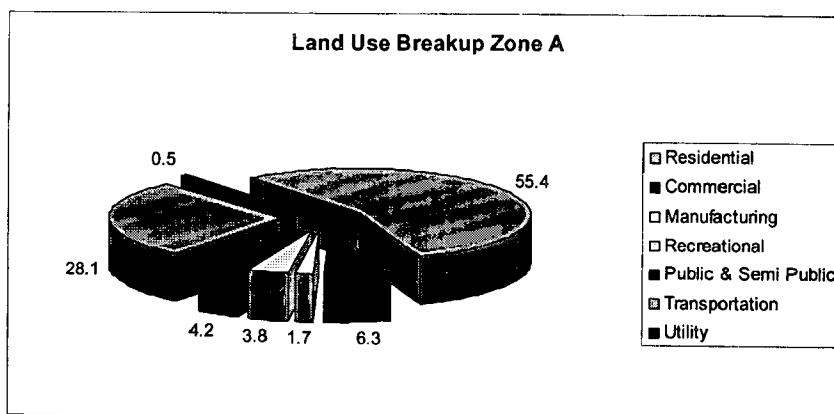 Land Use Breakup Zone A
0.5
55.4
28.1
4.2
3.8
1.7
6.3
Residential
Commercial
Manufacturing
Recreational
Public & Semi Public
Transportation
Utility